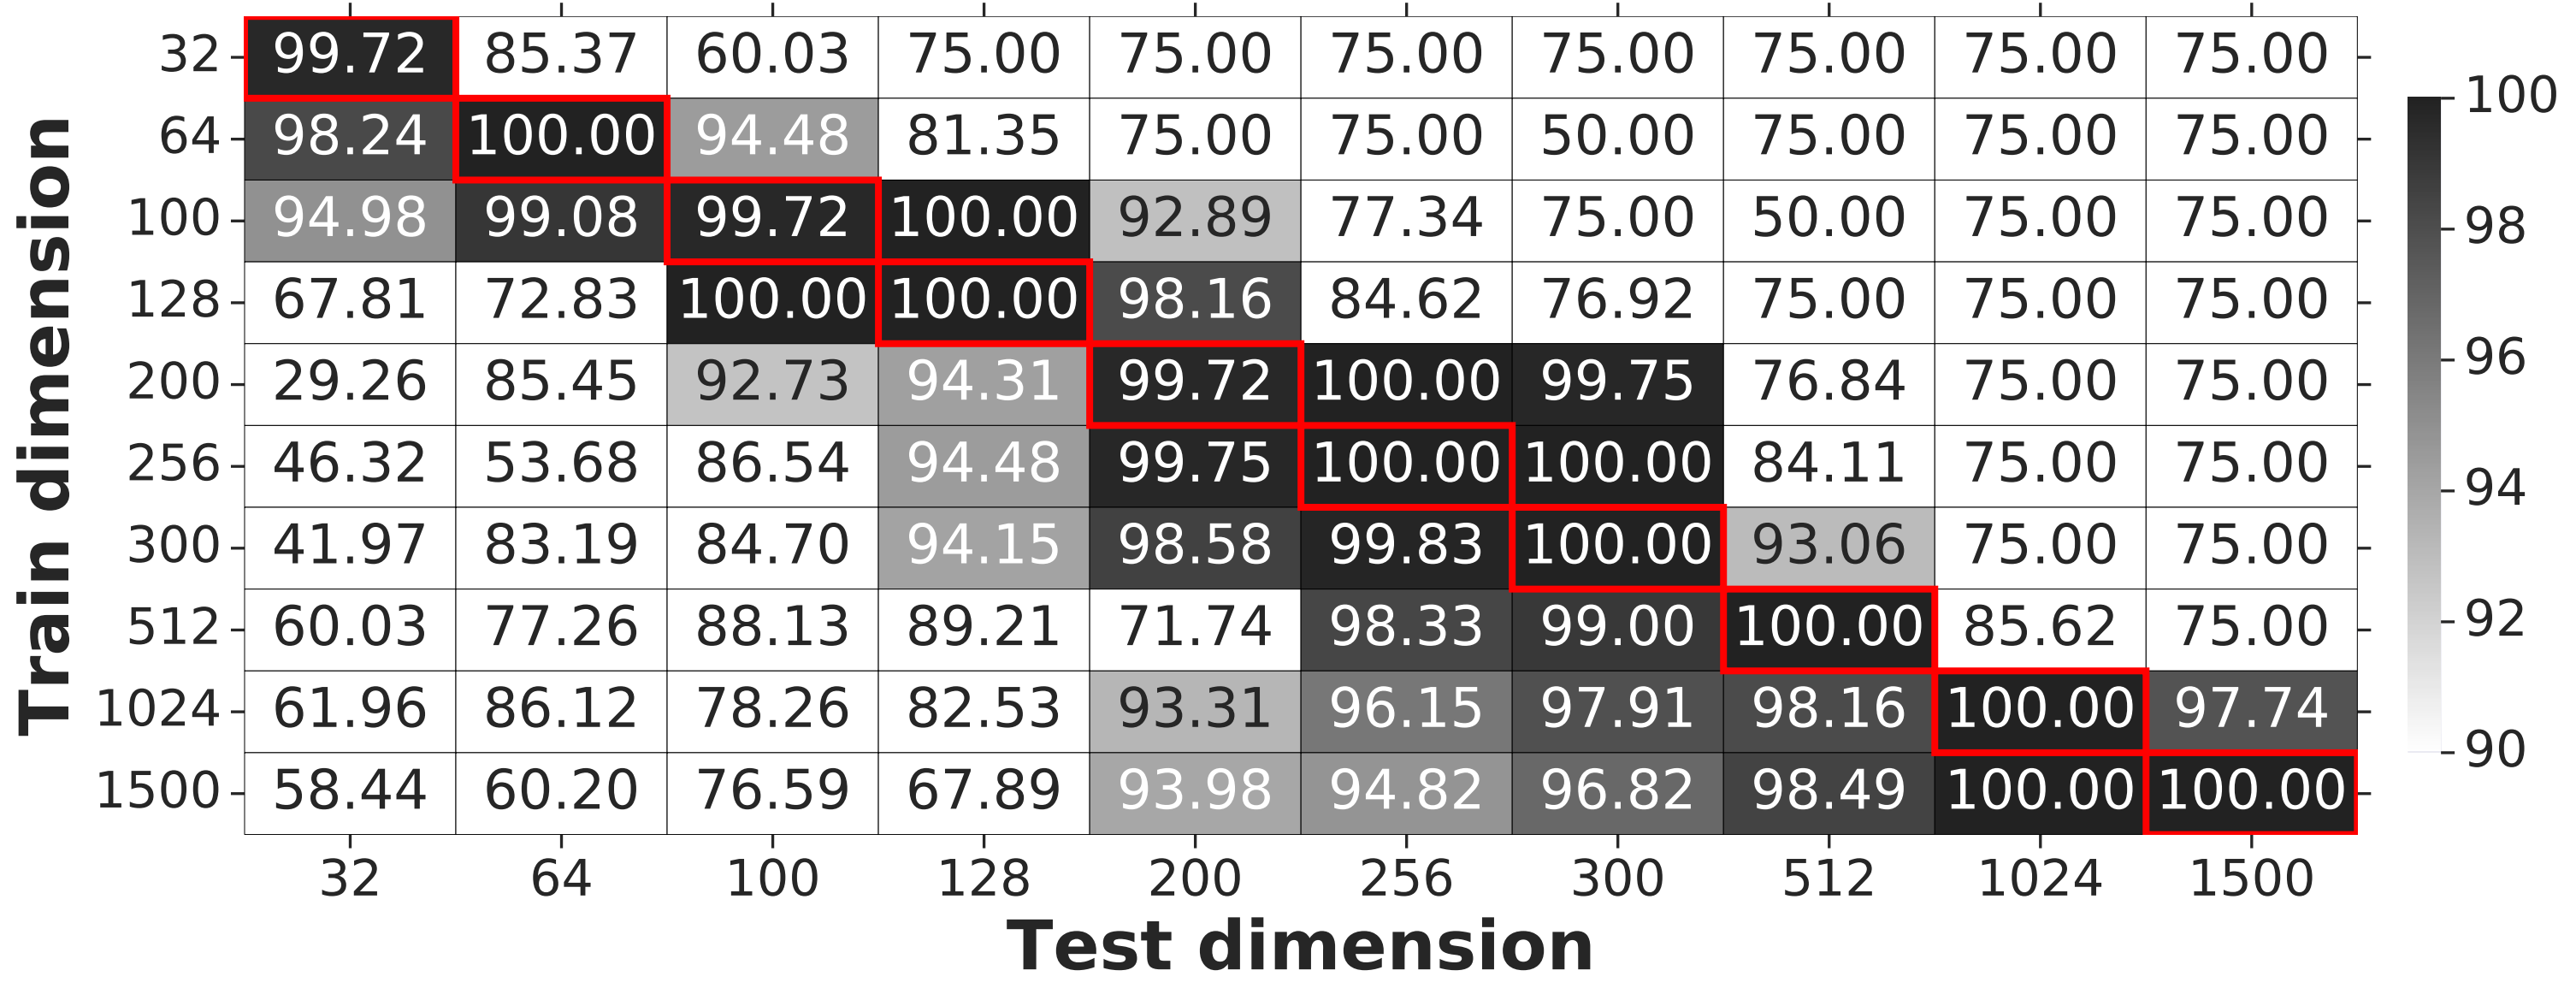 32 99.72 85.37 60.03 75.00 75.00 75.00 75.00 75.00 75.00 75.00
64 98.24 100.00 94.48 81.35 75.00 75.00 50.00 75.00 75.00 75.00
100 94.98 99.08 99.72 100.00 92.89 77.34 75.00 50.00 75.00 75.00
128 67.81 72.83 100.00 100.00 98.16 84.62 76.92 75.00 75.00 75.00
200 29.26 85.45 92.73 94.31 99.72 100.00 99.75 76.84 75.00 75.00
256 46.32 53.68 86.54 94.48 99.75 100.00 100.00 84.11 75.00 75.00
300 41.97 83.19 84.70 94.15 98.58 99.83 100.00 93.06 75.00 75.00
512 60.03 77.26 88.13 89.21 71.74 98.33 99.00 100.00 85.62 75.00
1024 61.96 86.12 78.26 82.53 93.31 96.15 97.91 98.16 100.00 97.74
1500 58.44 60.20 76.59 67.89 93.98 94.82 96.82 98.49 100.00 100.00
32 64 100 128 200 256 300 512 1024 1500
Test dimension
Train dimension
100
98
96
94
92
90